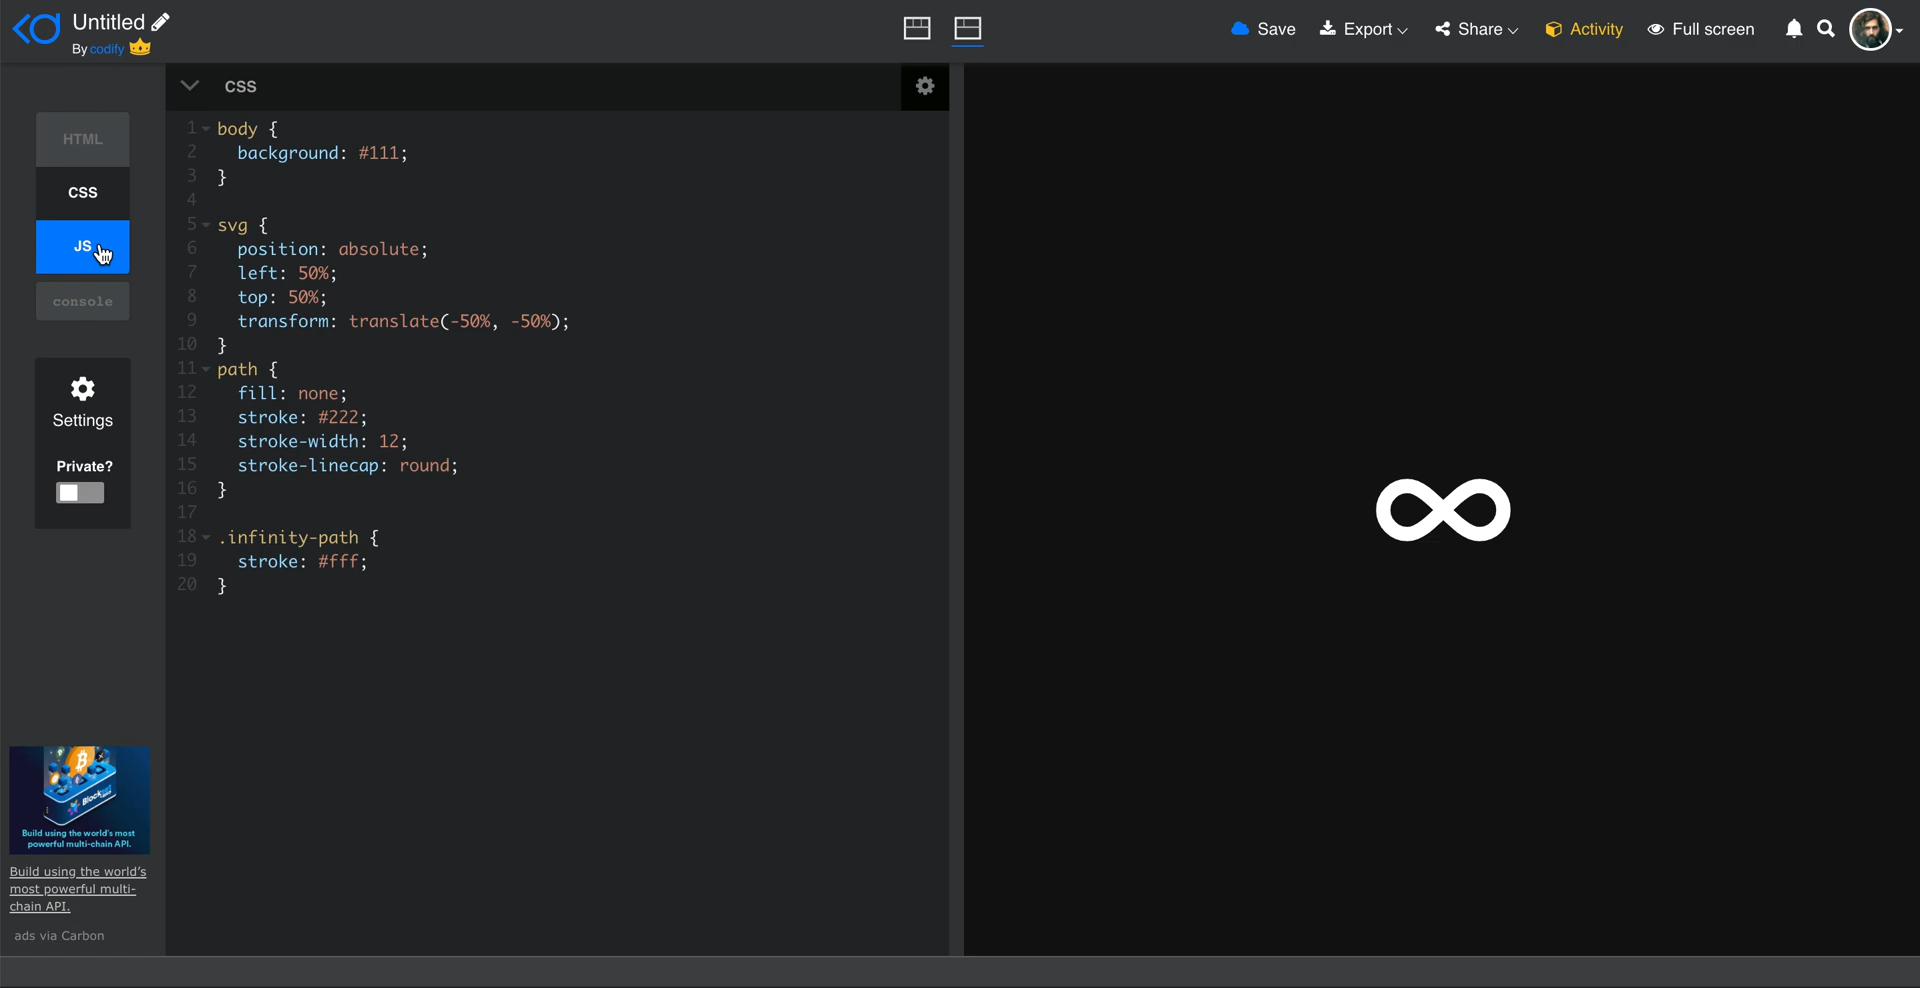 Untitled
By codify
Save
Export
Share
Activity
Full screen
HTML
CSS
JS
console
Settings
Private?
Build using the world's most
powerful multi-chain API.
Build using the world's
most powerful multi-
chain API.
ads via Carbon
CSS
1 body {
2 background: #111;
3 }
4
5 svg {
6 position: absolute;
7 left: 50%;
8 top: 50%;
9 transform: translate(-50%, -50%);
10 }
11 path {
12 fill: none;
13 stroke: #222;
14 stroke-width: 12;
15 stroke-linecap: round;
16 }
17
18 .infinity-path {
19 stroke: #fff;
20 }